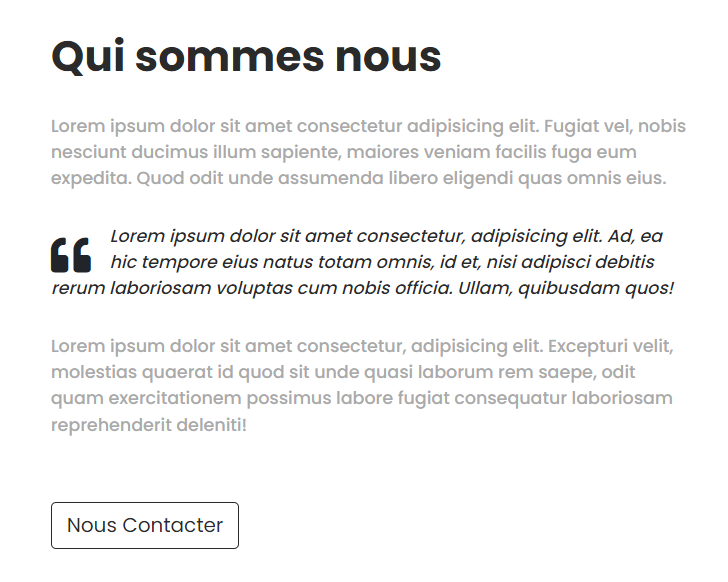 Qui sommes nous
Lorem ipsum dolor sit amet consectetur adipisicing elit. Fugiat vel, nobis
nesciunt ducimus illum sapiente, maiores veniam facilis fuga eum
expedita. Quod odit unde assumenda libero eligendi quas omnis eius.
Lorem ipsum dolor sit amet consectetur, adipisicing elit. Ad, ea
hic tempore eius natus totam omnis, id et, nisi adipisci debitis
rerum laboriosam voluptas cum nobis officia. Ullam, quibusdam quos!
Lorem ipsum dolor sit amet consectetur, adipisicing elit. Excepturi velit,
molestias quaerat id quod sit unde quasi laborum rem saepe, odit
quam exercitationem possimus labore fugiat consequatur laboriosam
reprehenderit deleniti!
Nous Contacter